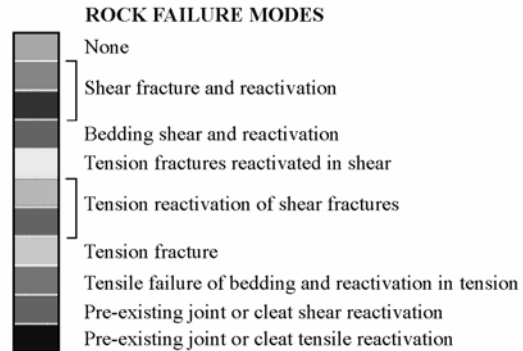 ROCK FAILURE MODES
None
Shear fracture and reactivation
Bedding shear and reactivation
Tension fractures reactivated in shear
Tension reactivation of shear fractures
Tension fracture
Tensile failure of bedding and reactivation in tension
Pre-existing joint or cleat shear reactivation
Pre-existing joint or cleat tensile reactivation